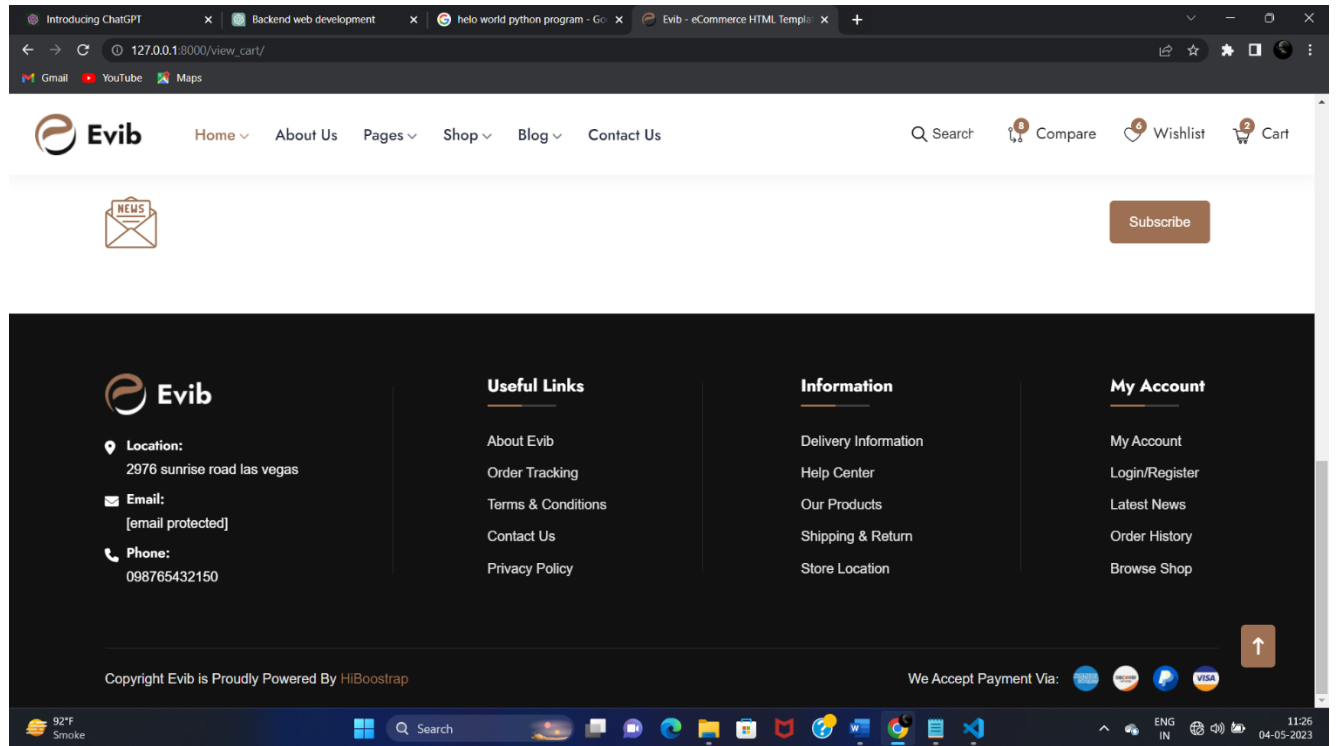 Introducing ChatGPT
Backend web development
helo world python program - Go
Evib - eCommerce HTML Templat
127.0.0.1:8000/view_cart/
Gmail YouTube Maps
Evib Home About Us Pages Shop Blog Contact Us Search 8 Compare 6 Wishlist 2 Cart
NEWS
Subscribe
Evib
Location:
2976 sunrise road las vegas
Email:
[email protected]
Phone:
098765432150
Useful Links
About Evib
Order Tracking
Terms & Conditions
Contact Us
Privacy Policy
Information
Delivery Information
Help Center
Our Products
Shipping & Return
Store Location
My Account
My Account
Login/Register
Latest News
Order History
Browse Shop
Copyright Evib is Proudly Powered By HiBoostrap
We Accept Payment Via: VISA
92°F
Smoke
Search
ENG
IN
11:26
04-05-2023